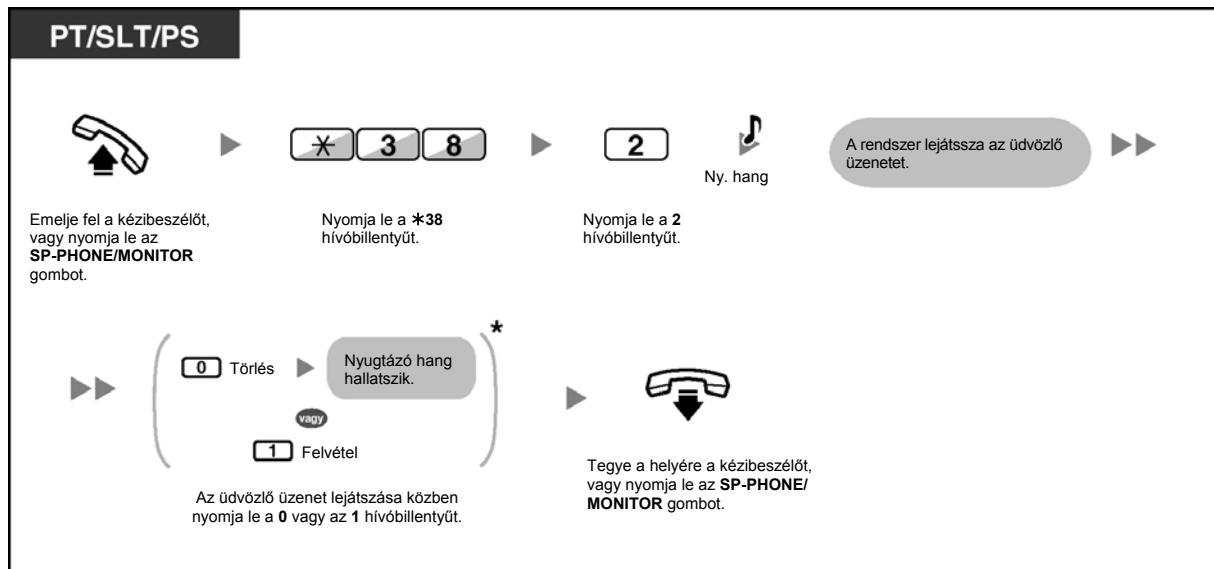 PT/SLT/PS
✳ 3 8
2
Ny. hang
A rendszer lejátssza az üdvözlő
üzenetet.
Emelje fel a kézibeszélőt,
vagy nyomja le az
SP-PHONE/MONITOR
gombot.
Nyomja le a ✳38
hívóbillentyűt.
Nyomja le a 2
hívóbillentyűt.
0 Törlés
Nyugtázó hang
hallatszik.
*
vagy
1 Felvétel
Az üdvözlő üzenet lejátszása közben
nyomja le a 0 vagy az 1 hívóbillentyűt.
Tegye a helyére a kézibeszélőt,
vagy nyomja le az SP-PHONE/
MONITOR gombot.